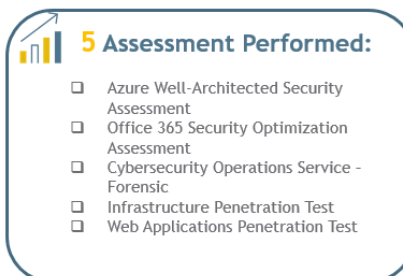 5 Assessment Performed:
Azure Well-Architected Security
Assessment
Office 365 Security Optimization
Assessment
Cybersecurity Operations Service –
Forensic
Infrastructure Penetration Test
Web Applications Penetration Test